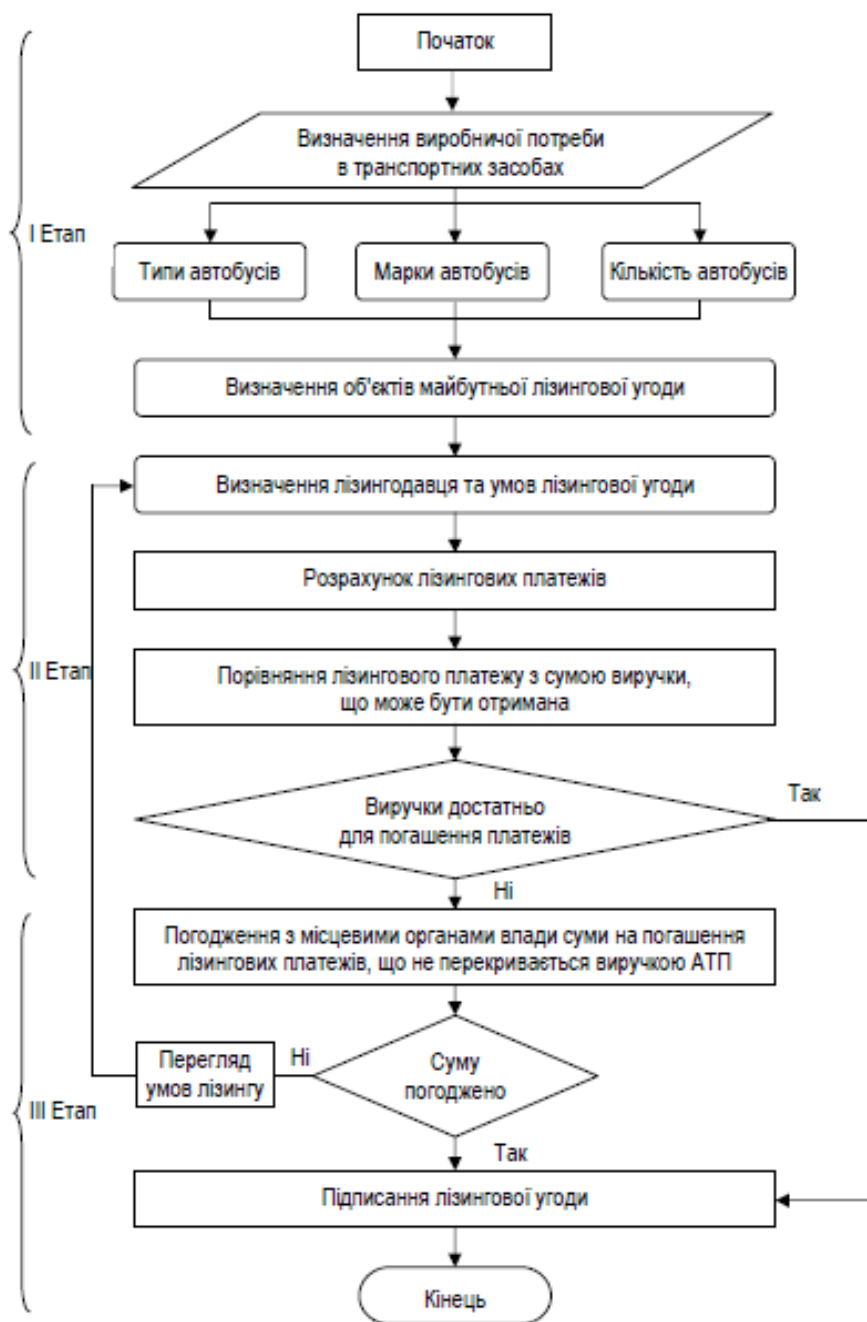 Початок
Визначення виробничої потреби
в транспортних засобах
І Етап
Типи автобусів
Марки автобусів
Кількість автобусів
Визначення об'єктів майбутньої лізингової угоди
Визначення лізингодавця та умов лізингової угоди
Розрахунок лізингових платежів
ІІ Етап
Порівняння лізингового платежу з сумою виручки,
що може бути отримана
Виручки достатньо
для погашення платежів
Так
Ні
Погодження з місцевими органами влади суми на погашення
лізингових платежів, що не перекривається виручкою АТП
Перегляд
умов лізингу
Ні
Суму
погоджено
ІІІ Етап
Так
Підписання лізингової угоди
Кінець